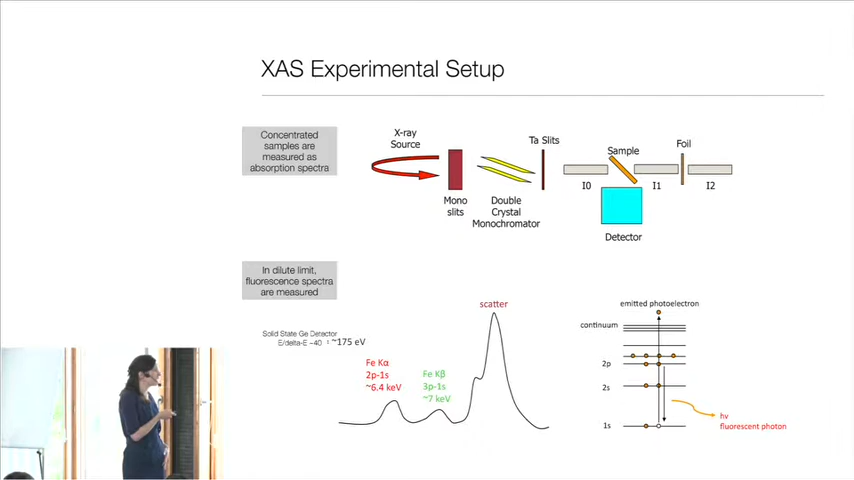 XAS Experimental Setup
Concentrated
samples are
measured as
absorption spectra
X-ray
Source
Mono
slits
Double
Crystal
Monochromator
Ta Slits
I0
Sample
Detector
I1
Foil
I2
In dilute limit,
fluorescence spectra
are measured
Solid State Ge Detector
E/delta-E ~40 : ~175 eV
Fe Kα
2p-1s
~6.4 keV
Fe Kβ
3p-1s
~7 keV
scatter
emitted photoelectron
continuum
2p
2s
1s
hv
fluorescent photon